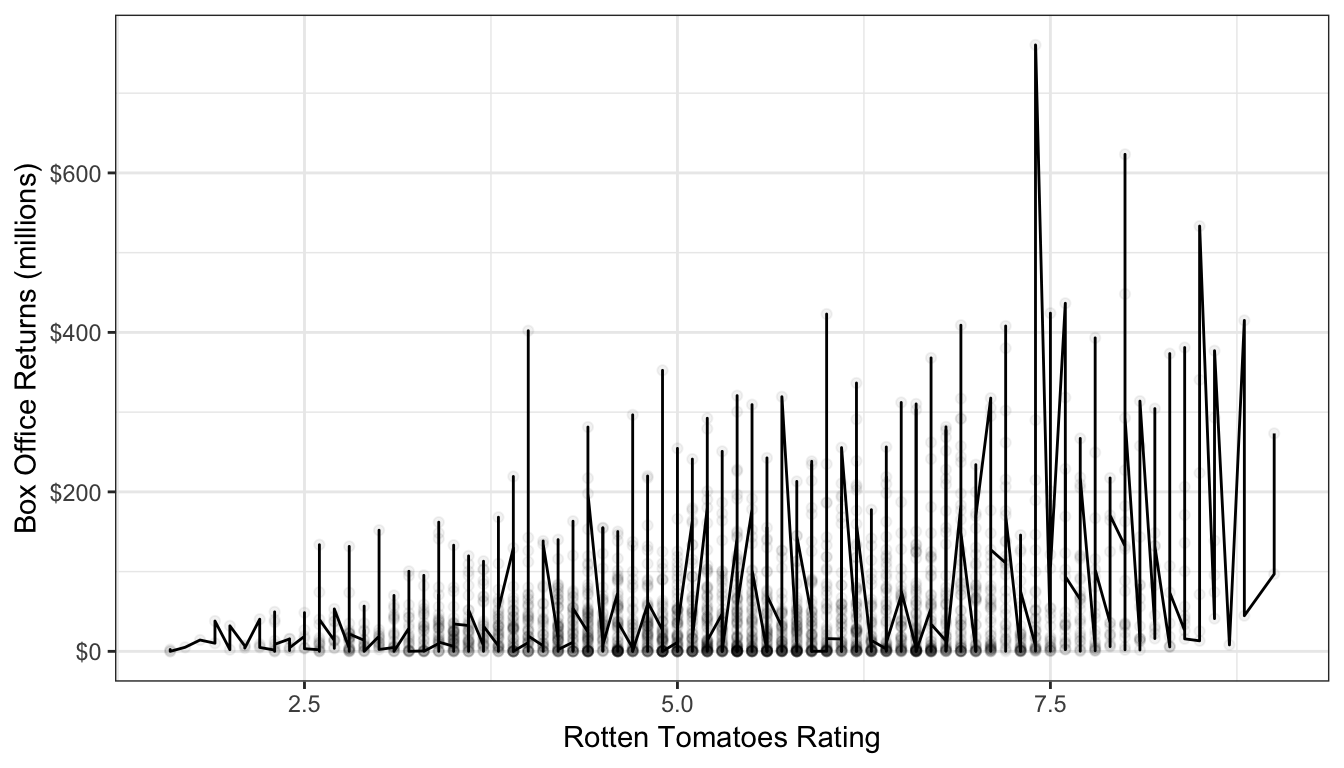 Box Office Returns (millions)
$600
$400
$200
$0
2.5 5.0 7.5
Rotten Tomatoes Rating